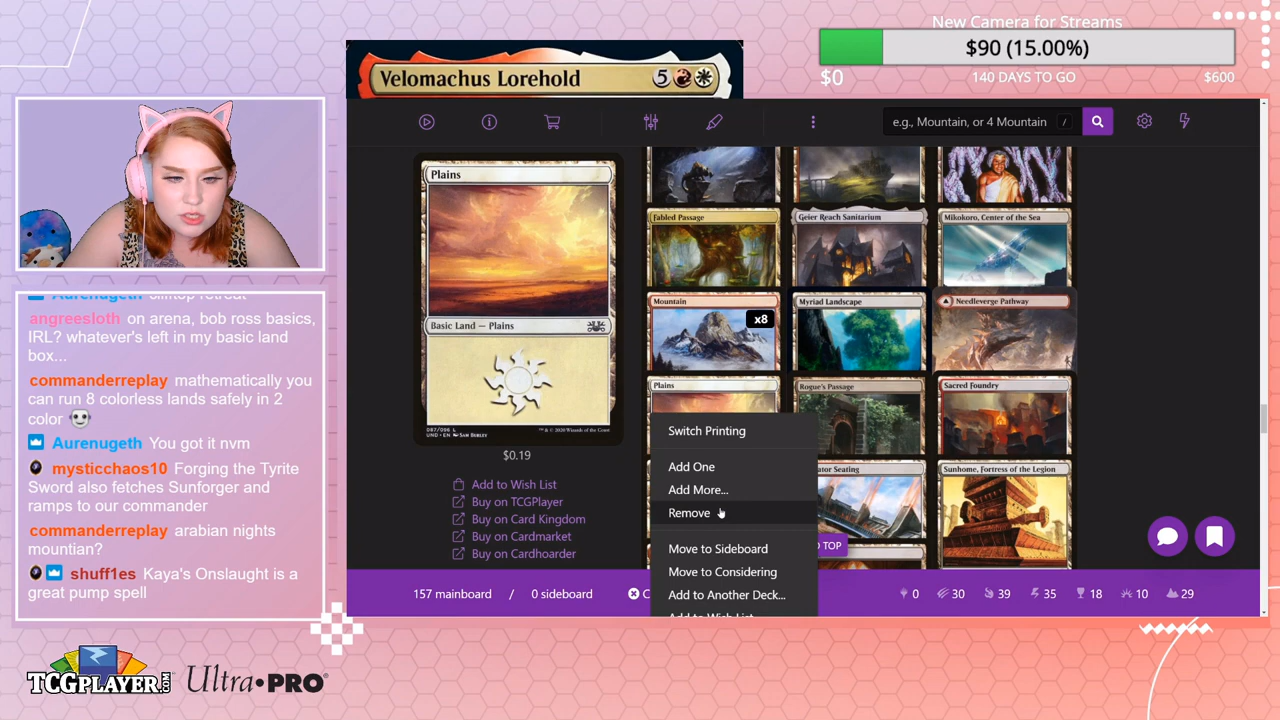 New Camera for Streams
$90 (15.00%)
$0
140 DAYS TO GO
$600
Velomachus Lorehold
5
e.g., Mountain, or 4 Mountain
/
Plains
Basic Land — Plains
$0.19
Add to Wish List
Buy on TCGPlayer
Buy on Card Kingdom
Buy on Cardmarket
Buy on Cardhoarder
Fabled Passage
Geier Reach Sanitarium
Mikokoro, Center of the Sea
Mountain
x8
Myriad Landscape
Needleverge Pathway
Plains
Rogue's Passage
Sacred Foundry
Switch Printing
Add One
Add More...
Remove
Move to Sideboard
Move to Considering
Add to Another Deck...
Add to Wish List
ator Seating
Sunhome, Fortress of the Legion
TOP
157 mainboard / 0 sideboard
C
0
30
39
35
18
10
29
Aurenugeth
angreesloth on arena, bob ross basics,
IRL? whatever's left in my basic land
box...
commanderreplay mathematically you
can run 8 colorless lands safely in 2
color
Aurenugeth You got it nvm
mysticchaos10 Forging the Tyrite
Sword also fetches Sunforger and
ramps to our commander
commanderreplay arabian nights
mountian?
shuff1es Kaya's Onslaught is a
great pump spell
TCGPLAYER.COM
Ultra•PRO